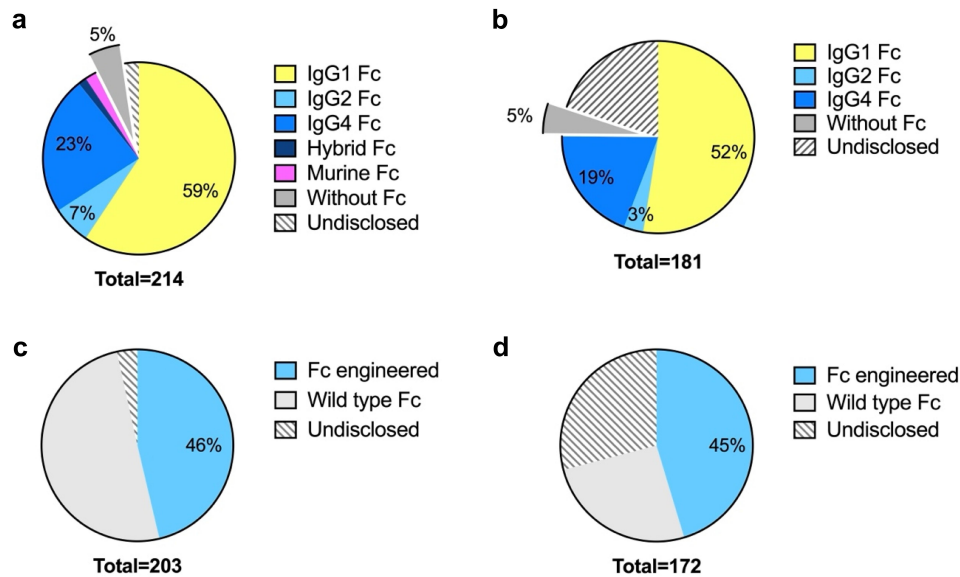 a
5%
23%
7%
59%
IgG1 Fc
IgG2 Fc
IgG4 Fc
Hybrid Fc
Murine Fc
Without Fc
Undisclosed
Total=214
b
5%
19%
3%
52%
IgG1 Fc
IgG2 Fc
IgG4 Fc
Without Fc
Undisclosed
Total=181
c
46%
Fc engineered
Wild type Fc
Undisclosed
Total=203
d
45%
Fc engineered
Wild type Fc
Undisclosed
Total=172